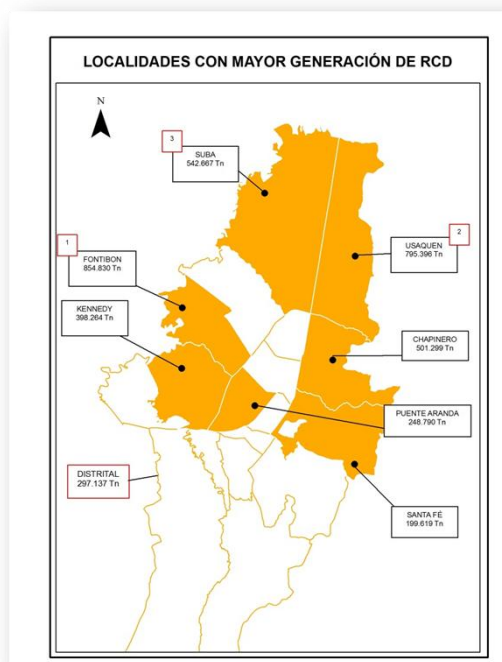 LOCALIDADES CON MAYOR GENERACIÓN DE RCD
N
3
SUBA
542.667 Tn
2
USAQUEN
795.396 Tn
1
FONTIBON
854.830 Tn
KENNEDY
398.264 Tn
CHAPINERO
501.299 Tn
PUENTE ARANDA
248.790 Tn
DISTRITAL
297.137 Tn
SANTA FÉ
199.619 Tn